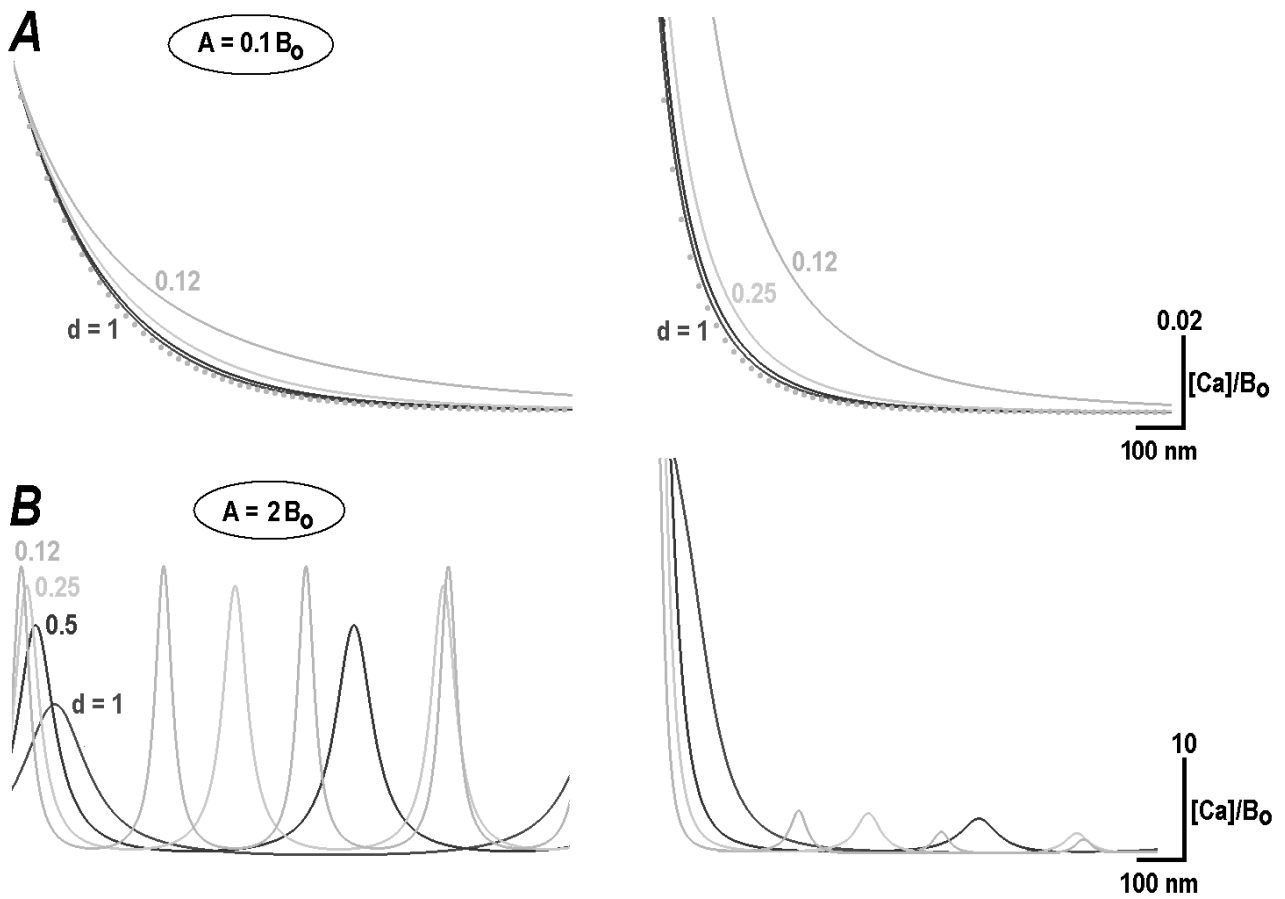 A
A = 0.1 Bo
0.12
d = 1
0.12
0.25
d = 1
0.02
[Ca]/Bo
100 nm
B
A = 2 Bo
0.12
0.25
0.5
d = 1
10
[Ca]/Bo
100 nm